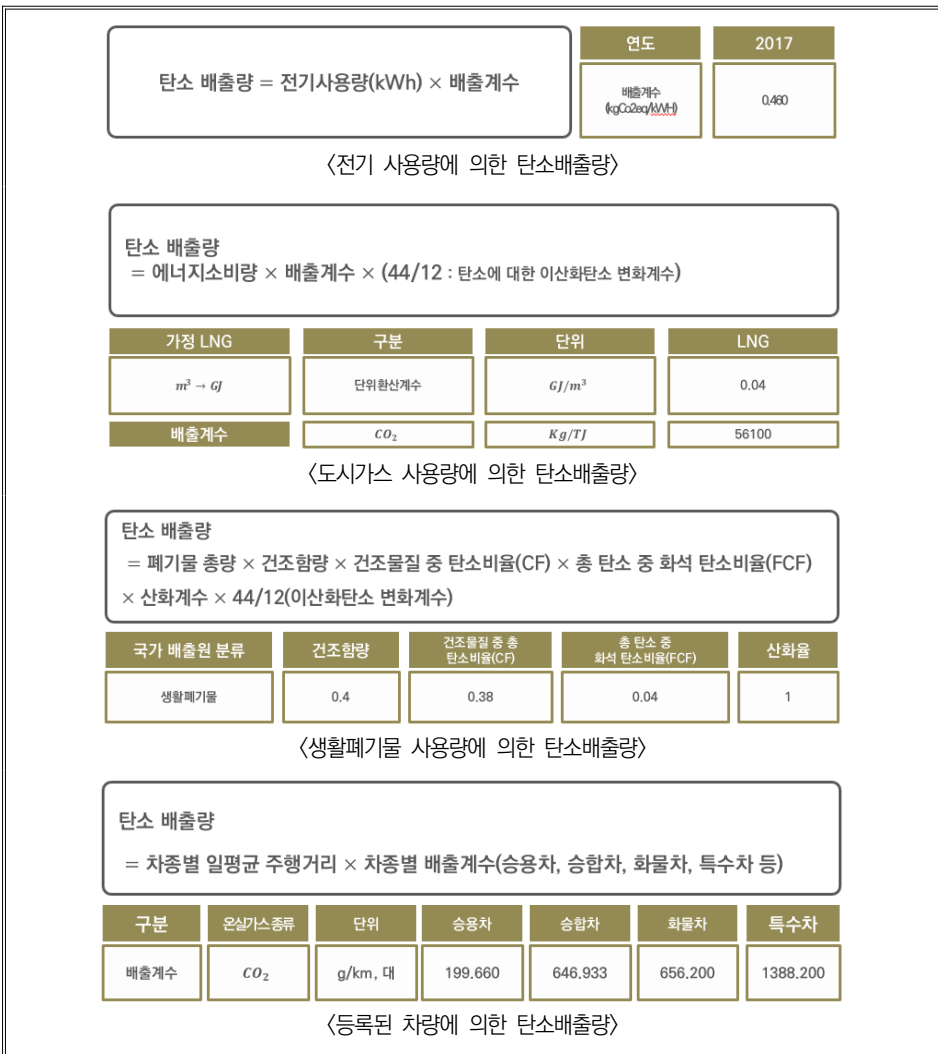 탄소 배출량 = 전기사용량(kWh) × 배출계수
연도 2017
배출계수
(kgCo2eq/kWH)
0.460
〈전기 사용량에 의한 탄소배출량〉
탄소 배출량
= 에너지소비량 × 배출계수 × (44/12 : 탄소에 대한 이산화탄소 변화계수)
가정 LNG 구분 단위 LNG
m³ → GJ 단위환산계수 GJ/m³ 0.04
배출계수 CO₂ Kg/TJ 56100
〈도시가스 사용량에 의한 탄소배출량〉
탄소 배출량
= 폐기물 총량 × 건조함량 × 건조물질 중 탄소비율(CF) × 총 탄소 중 화석 탄소비율(FCF)
× 산화계수 × 44/12(이산화탄소 변화계수)
국가 배출원 분류 건조함량 건조물질 중 총 탄소비율(CF) 총 탄소 중 화석 탄소비율(FCF) 산화율
생활폐기물 0.4 0.38 0.04 1
〈생활폐기물 사용량에 의한 탄소배출량〉
탄소 배출량
= 차종별 일평균 주행거리 × 차종별 배출계수(승용차, 승합차, 화물차, 특수차 등)
구분 온실가스종류 단위 승용차 승합차 화물차 특수차
배출계수 CO₂ g/km, 대 199.660 646.933 656.200 1388.200
〈등록된 차량에 의한 탄소배출량〉